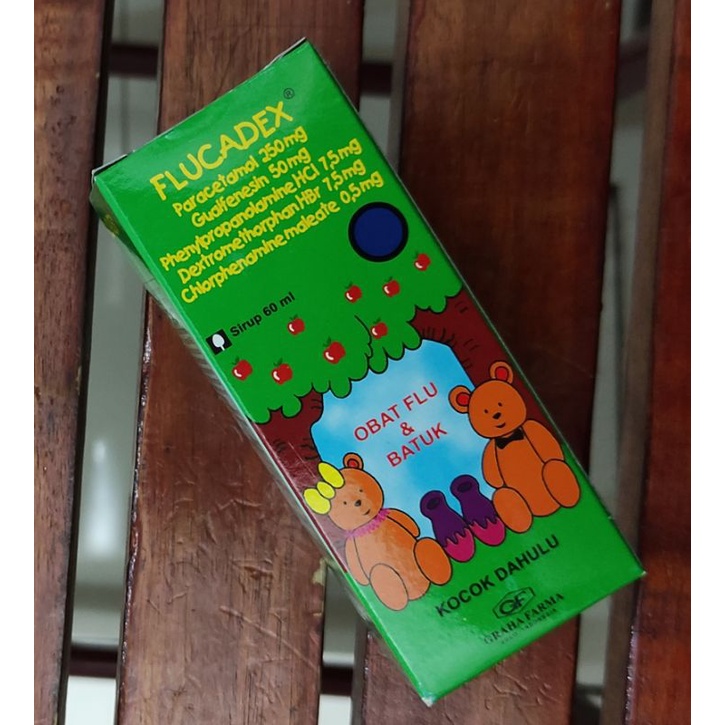 FLUCADEX®
Paracetamol 250mg
Guaifenesin 50mg
Phenylpropanolamine HCl 7,5mg
Dextromethorphan HBr 7,5mg
Chlorphenamine maleate 0,5mg
Sirup 60 ml
OBAT FLU
&
BATUK
KOCOK DAHULU
GF
GRAHA FARMA